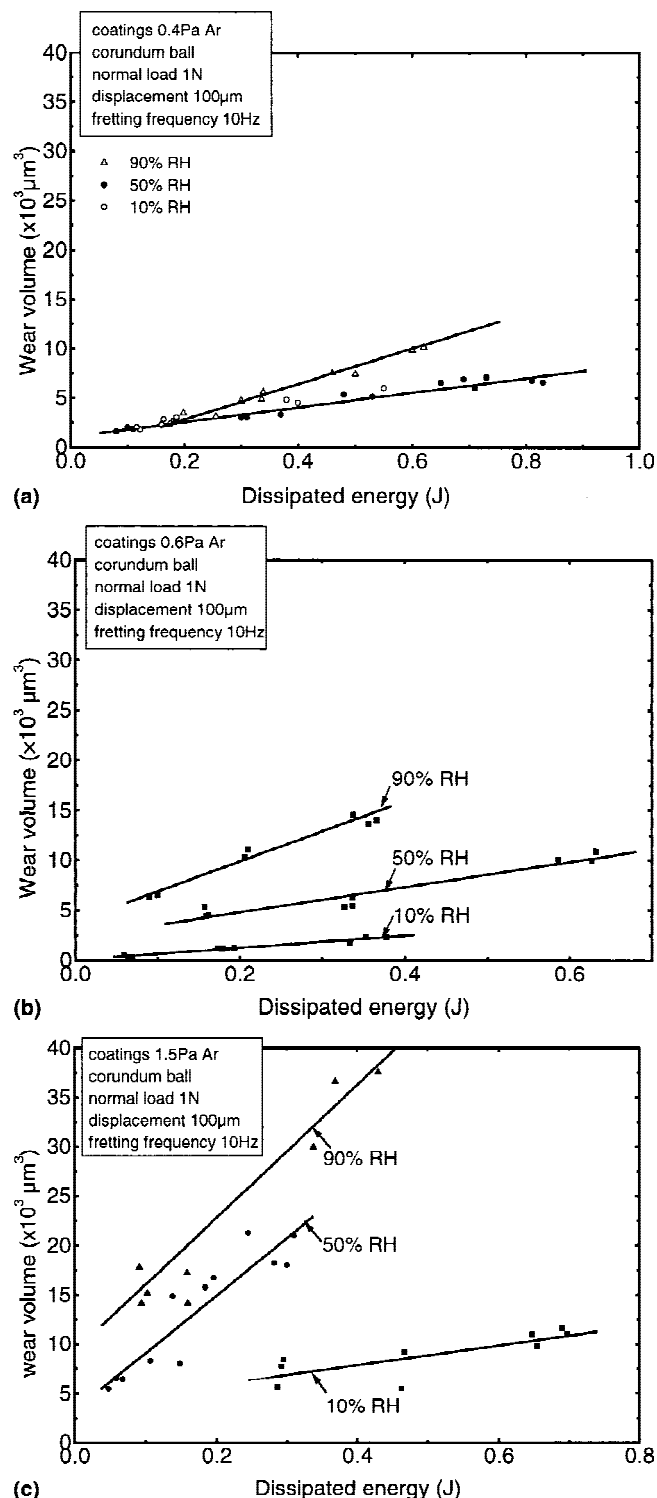 coatings 0.4Pa Ar
corundum ball
normal load 1N
displacement 100µm
fretting frequency 10Hz
90% RH
50% RH
10% RH
Wear volume (×10³µm³)
40
35
30
25
20
15
10
5
0
0.0 0.2 0.4 0.6 0.8 1.0
(a) Dissipated energy (J)
coatings 0.6Pa Ar
corundum ball
normal load 1N
displacement 100µm
fretting frequency 10Hz
Wear volume (×10³ µm³)
40
35
30
25
20
15
10
5
0
90% RH
50% RH
10% RH
0.0 0.2 0.4 0.6
(b) Dissipated energy (J)
coatings 1.5Pa Ar
corundum ball
normal load 1N
displacement 100µm
fretting frequency 10Hz
wear volume (×10³ µm³)
40
35
30
25
20
15
10
5
0
90% RH
50% RH
10% RH
0.0 0.2 0.4 0.6 0.8
(c) Dissipated energy (J)